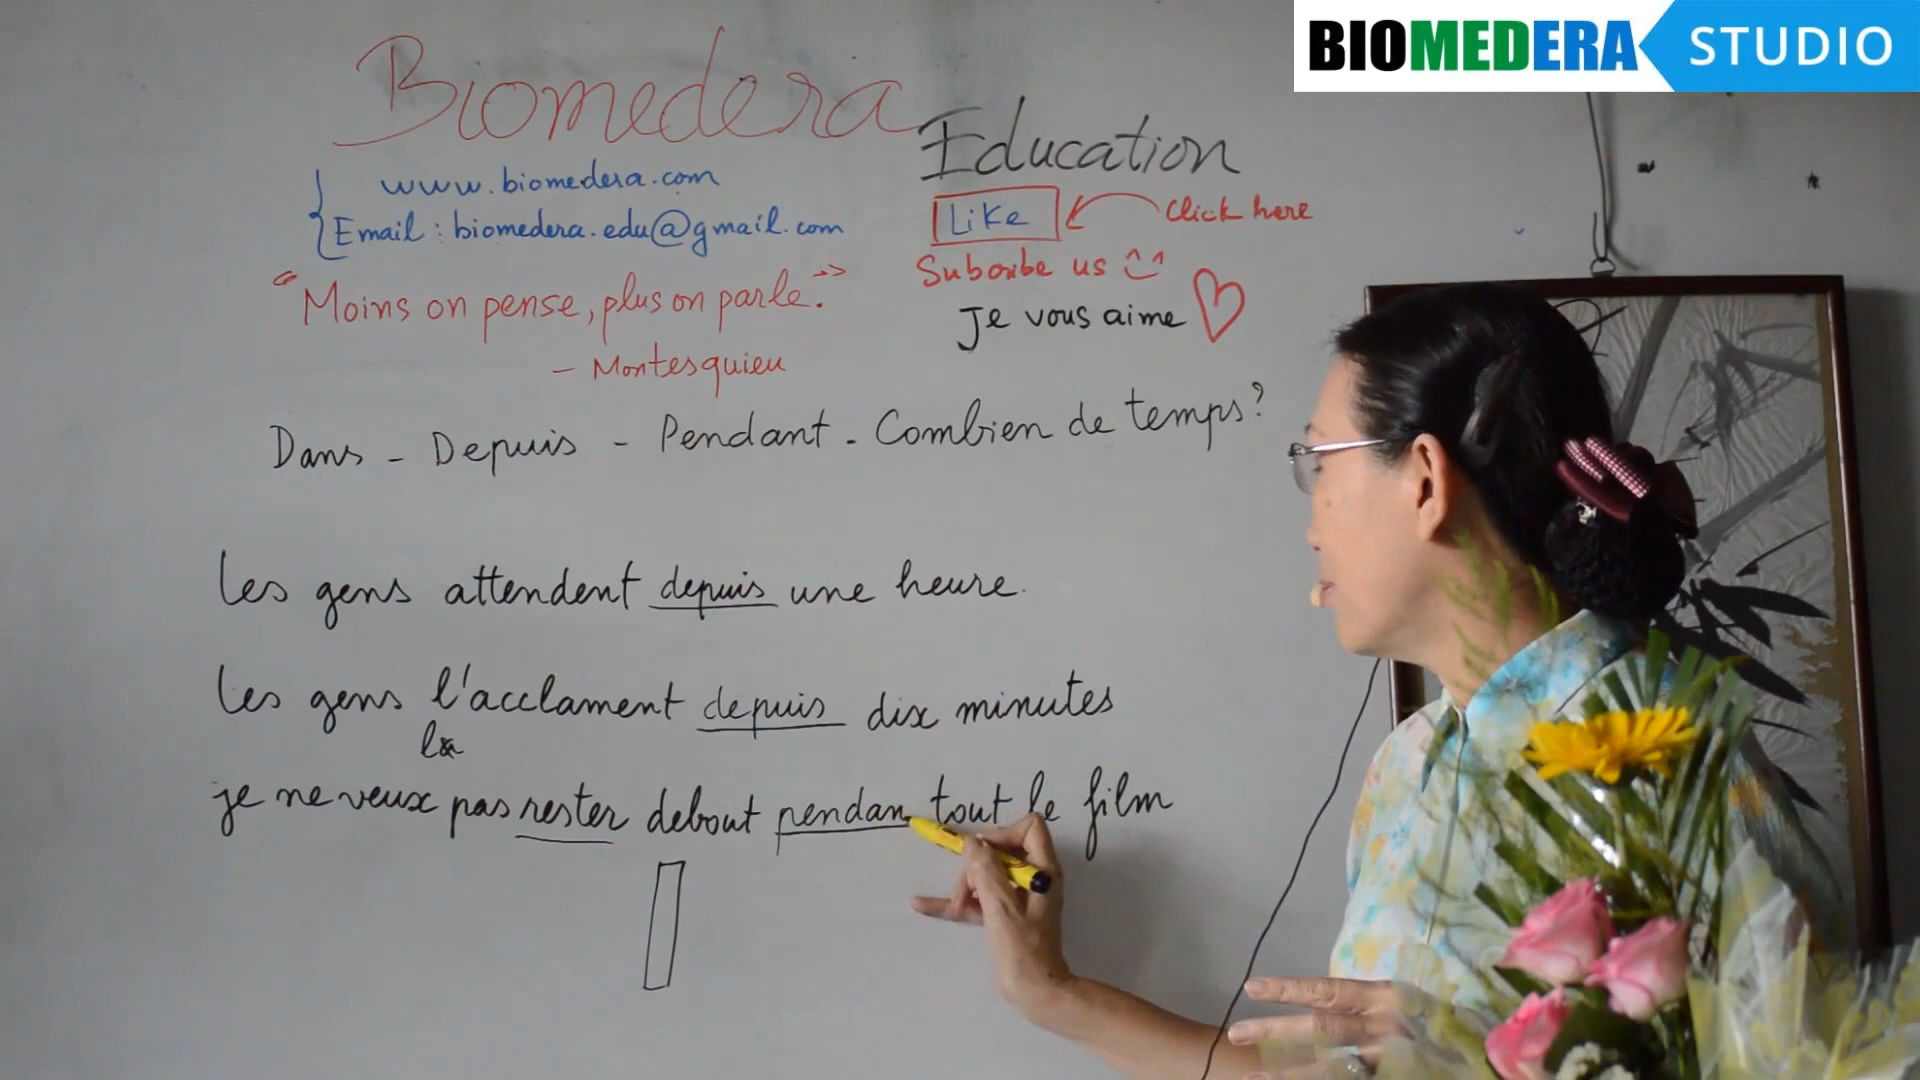 BIOMEDERA STUDIO
Biomedera Education
www.biomedera.com
Email : biomedera.edu@gmail.com
Like
Click here
Subcribe us
"Moins on pense, plus on parle."
Je vous aime
- Montesquieu
Dans - Depuis - Pendant - Combien de temps?
Les gens attendent depuis une heure.
Les gens l'acclament depuis dix minutes
la
je ne veux pas rester debout pendan tout le film